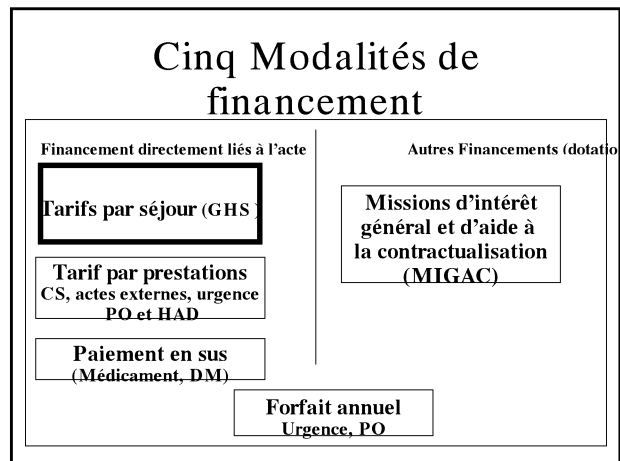 Cinq Modalités de
financement
Financement directement liés à l'acte
Autres Financements (dotatio
Tarifs par séjour (GHS )
Missions d'intérêt
général et d'aide à
la contractualisation
(MIGAC)
Tarif par prestations
CS, actes externes, urgence
PO et HAD
Paiement en sus
(Médicament, DM)
Forfait annuel
Urgence, PO